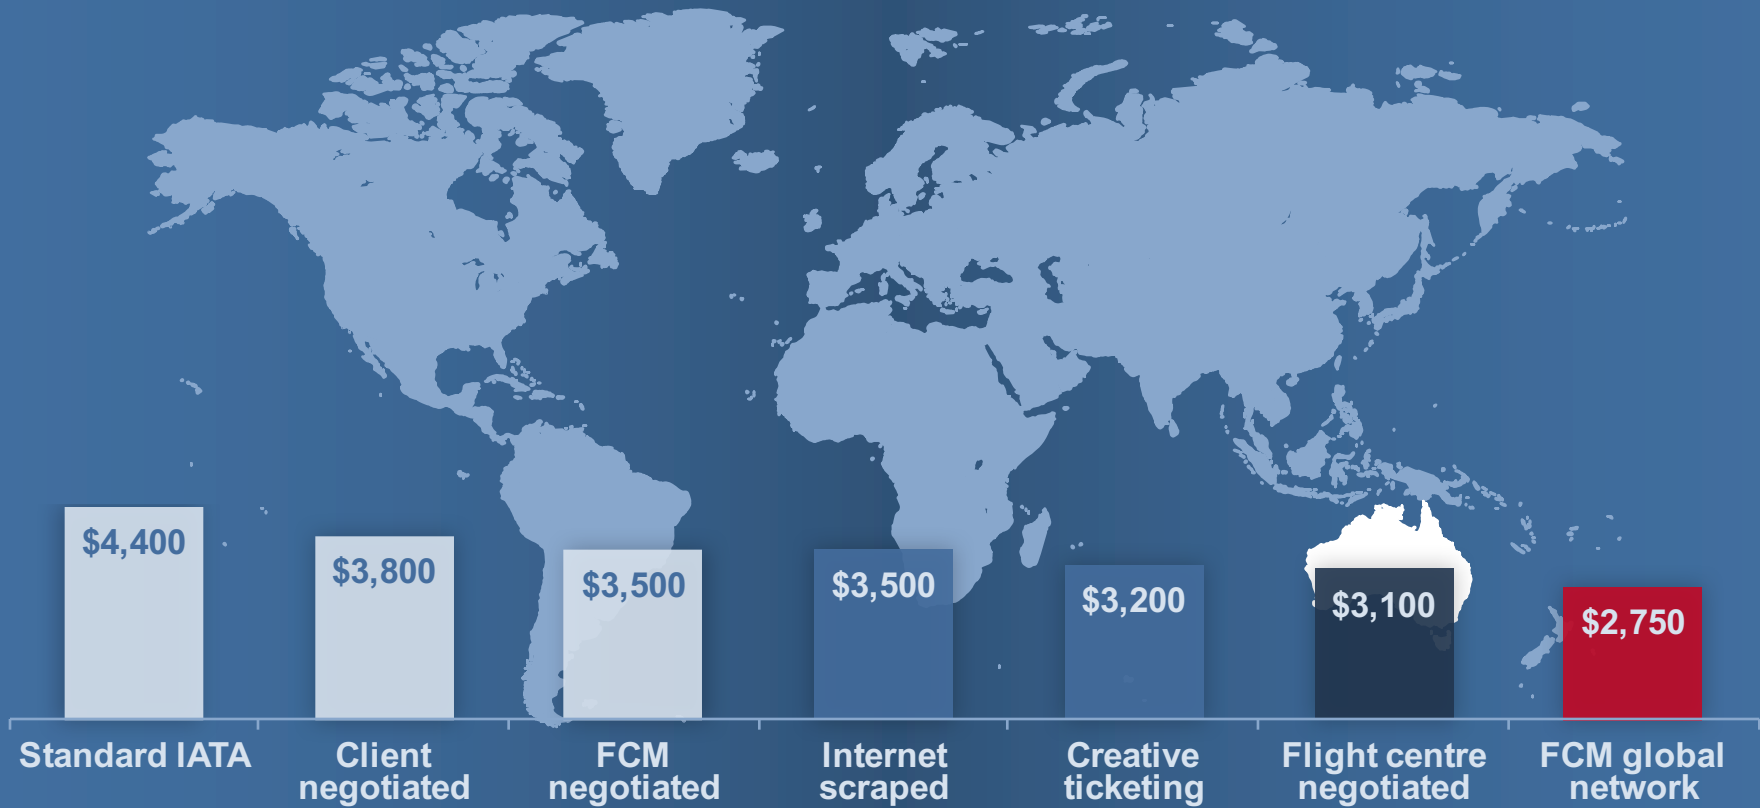 $4,400
$3,800
$3,500
$3,500
$3,200
$3,100
$2,750
Standard IATA
Client
negotiated
FCM
negotiated
Internet
scraped
Creative
ticketing
Flight centre
negotiated
FCM global
network